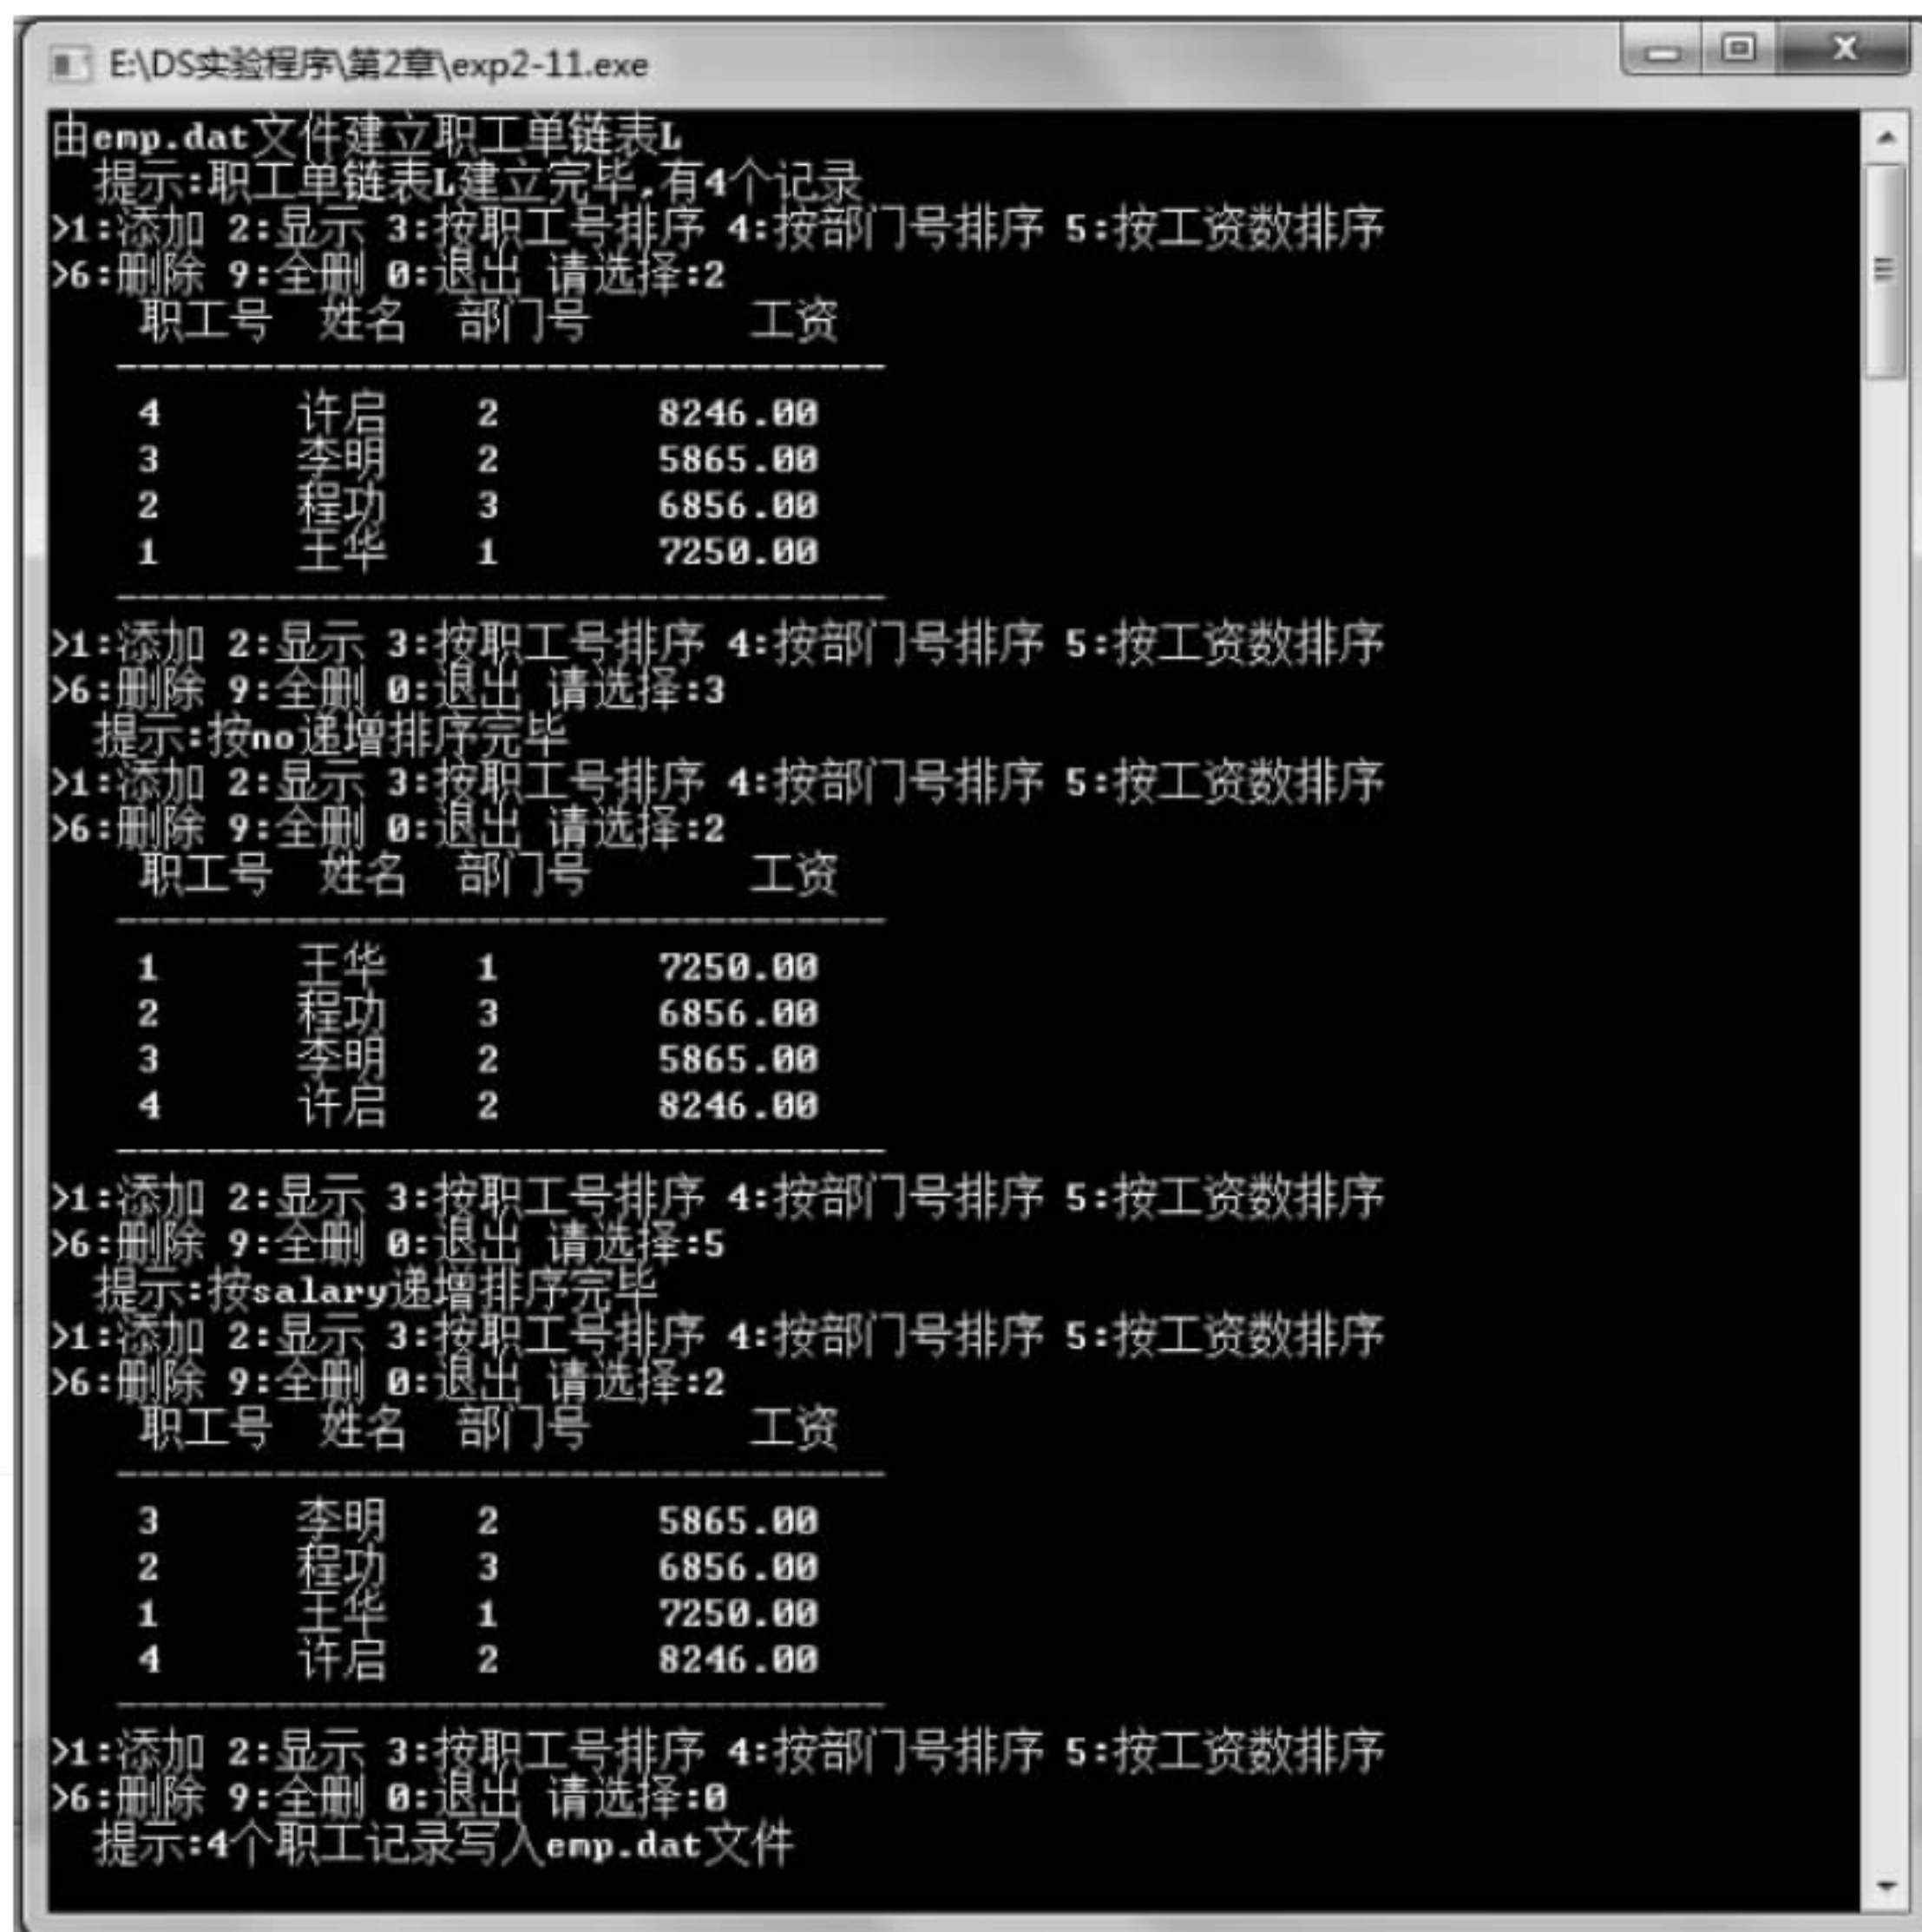 E:\DS实验程序\第2章\exp2-11.exe
由emp.dat文件建立职工单链表L
提示:职工单链表L建立完毕,有4个记录
>1:添加 2:显示 3:按职工号排序 4:按部门号排序 5:按工资数排序
>6:删除 9:全删 0:退出 请选择:2
职工号 姓名 部门号 工资
-----------------------------------
4 许启 2 8246.00
3 李明 2 5865.00
2 程功 3 6856.00
1 王华 1 7250.00
-----------------------------------
>1:添加 2:显示 3:按职工号排序 4:按部门号排序 5:按工资数排序
>6:删除 9:全删 0:退出 请选择:3
提示:按no递增排序完毕
>1:添加 2:显示 3:按职工号排序 4:按部门号排序 5:按工资数排序
>6:删除 9:全删 0:退出 请选择:2
职工号 姓名 部门号 工资
-----------------------------------
1 王华 1 7250.00
2 程功 3 6856.00
3 李明 2 5865.00
4 许启 2 8246.00
-----------------------------------
>1:添加 2:显示 3:按职工号排序 4:按部门号排序 5:按工资数排序
>6:删除 9:全删 0:退出 请选择:5
提示:按salary递增排序完毕
>1:添加 2:显示 3:按职工号排序 4:按部门号排序 5:按工资数排序
>6:删除 9:全删 0:退出 请选择:2
职工号 姓名 部门号 工资
-----------------------------------
3 李明 2 5865.00
2 程功 3 6856.00
1 王华 1 7250.00
4 许启 2 8246.00
-----------------------------------
>1:添加 2:显示 3:按职工号排序 4:按部门号排序 5:按工资数排序
>6:删除 9:全删 0:退出 请选择:0
提示:4个职工记录写入emp.dat文件